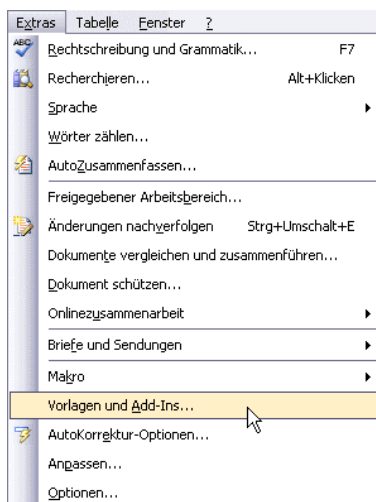 Extras Tabelle Fenster ?
ABC
Rechtschreibung und Grammatik... F7
Recherchieren... Alt+Klicken
Sprache
Wörter zählen...
AutoZusammenfassen...
Freigegebener Arbeitsbereich...
Änderungen nachverfolgen Strg+Umschalt+E
Dokumente vergleichen und zusammenführen...
Dokument schützen...
Onlinezusammenarbeit
Briefe und Sendungen
Makro
Vorlagen und Add-Ins...
AutoKorrektur-Optionen...
Anpassen...
Optionen...